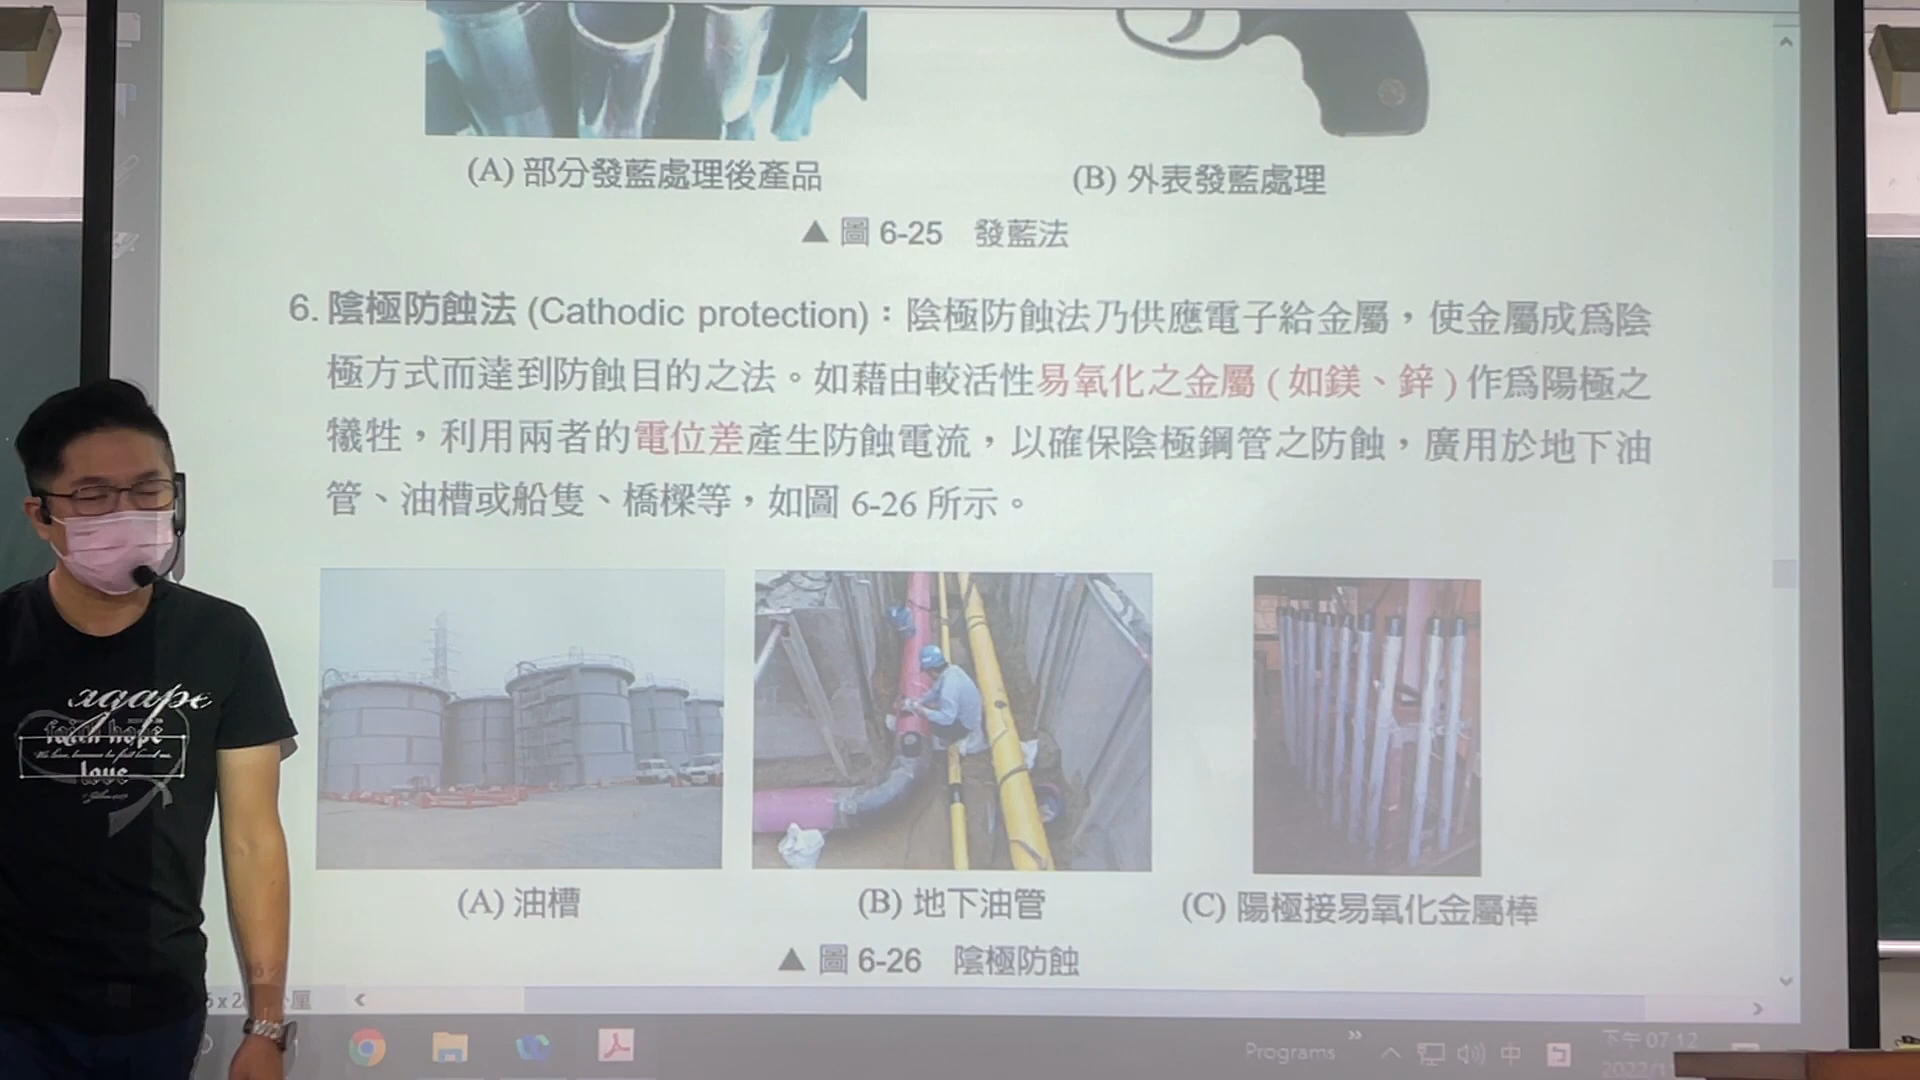 (A) 部分發藍處理後產品
(B) 外表發藍處理
▲ 圖 6-25 發藍法
6. 陰極防蝕法 (Cathodic protection)：陰極防蝕法乃供應電子給金屬，使金屬成爲陰
極方式而達到防蝕目的之法。如藉由較活性易氧化之金屬 ( 如鎂、鋅 ) 作爲陽極之
犧牲，利用兩者的電位差產生防蝕電流，以確保陰極鋼管之防蝕，廣用於地下油
管、油槽或船隻、橋樑等，如圖 6-26 所示。
(A) 油槽
(B) 地下油管
(C) 陽極接易氧化金屬棒
▲ 圖 6-26 陰極防蝕
agape
faith hope
love
Programs
中
下午 07:12